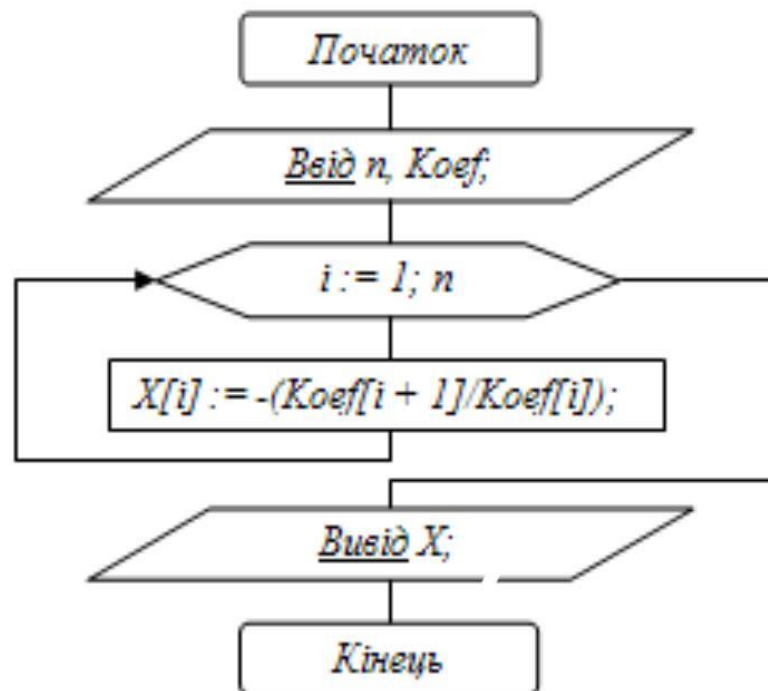 Початок
Ввід n, Koef;
i := 1; n
X[i] := -(Koef[i + 1]/Koef[i]);
Вивід X;
Кінець